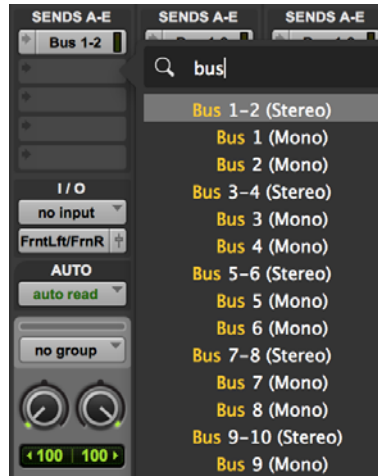 SENDS A-E SENDS A-E SENDS A-E
Bus 1-2
bus
Bus 1-2 (Stereo)
Bus 1 (Mono)
Bus 2 (Mono)
Bus 3-4 (Stereo)
Bus 3 (Mono)
Bus 4 (Mono)
Bus 5-6 (Stereo)
Bus 5 (Mono)
Bus 6 (Mono)
Bus 7-8 (Stereo)
Bus 7 (Mono)
Bus 8 (Mono)
Bus 9-10 (Stereo)
Bus 9 (Mono)
I / O
no input
FrntLft/FrnR
AUTO
auto read
no group
100 100